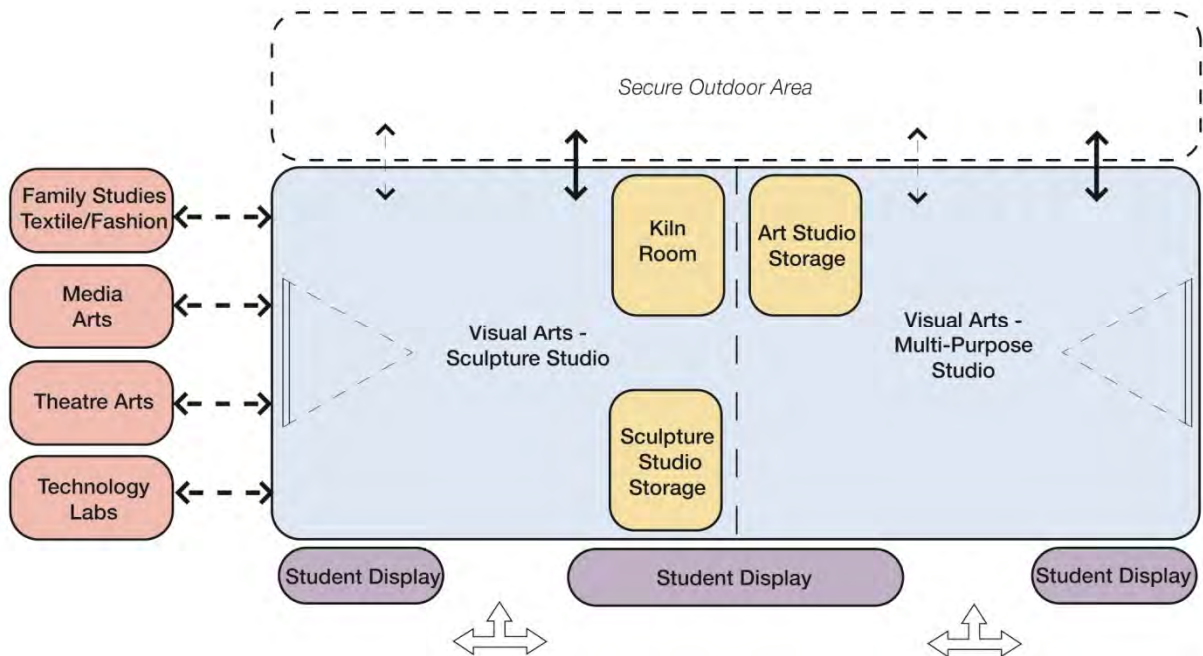 Secure Outdoor Area
Family Studies
Textile/Fashion
Media
Arts
Theatre Arts
Technology
Labs
Kiln
Room
Art Studio
Storage
Visual Arts -
Sculpture Studio
Visual Arts -
Multi-Purpose
Studio
Sculpture
Studio
Storage
Student Display
Student Display
Student Display